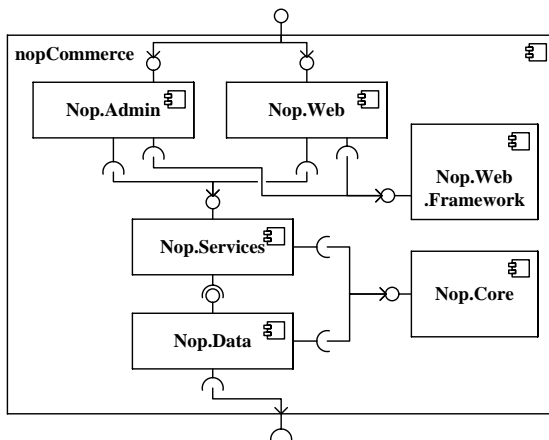 nopCommerce
Nop.Admin
Nop.Web
Nop.Web
.Framework
Nop.Services
Nop.Core
Nop.Data